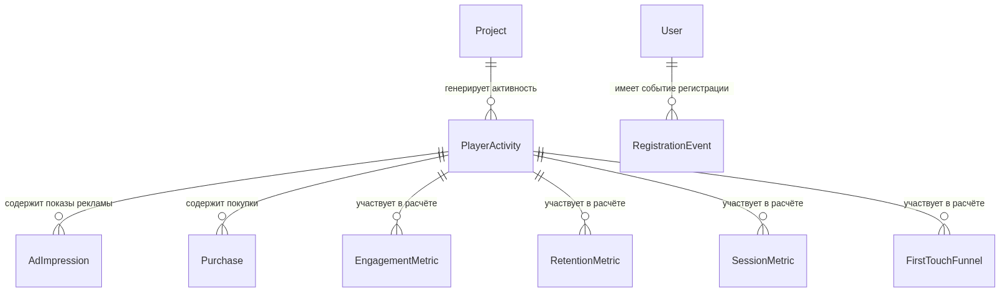 Project
User
генерирует активность
имеет событие регистрации
PlayerActivity
RegistrationEvent
содержит показы рекламы
содержит покупки
участвует в расчёте
участвует в расчёте
участвует в расчёте
участвует в расчёте
AdImpression
Purchase
EngagementMetric
RetentionMetric
SessionMetric
FirstTouchFunnel